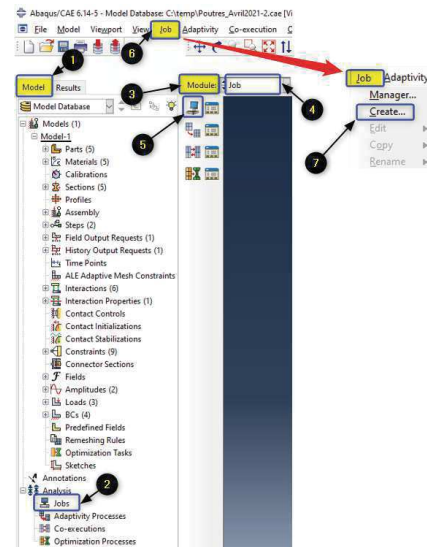 Abaqus/CAE 6.14-5 - Model Database: C:\temp\Poutres_Avril2021-2.cae [Vi
File Model Viewport View Job Adaptivity Co-execution
1
6
Model Results
Module: Job
Job Adaptivity
Manager...
Create...
Edit
Copy
Rename
3
4
5
7
Model Database
Models (1)
Model-1
Parts (5)
Materials (5)
Calibrations
Sections (5)
Profiles
Assembly
Steps (2)
Field Output Requests (1)
History Output Requests (1)
Time Points
ALE Adaptive Mesh Constraints
Interactions (6)
Interaction Properties (1)
Contact Controls
Contact Initializations
Contact Stabilizations
Constraints (9)
Connector Sections
Fields
Amplitudes (2)
Loads (3)
BCs (4)
Predefined Fields
Remeshing Rules
Optimization Tasks
Sketches
Annotations
2
Analysis
Jobs
Adaptivity Processes
Co-executions
Optimization Processes